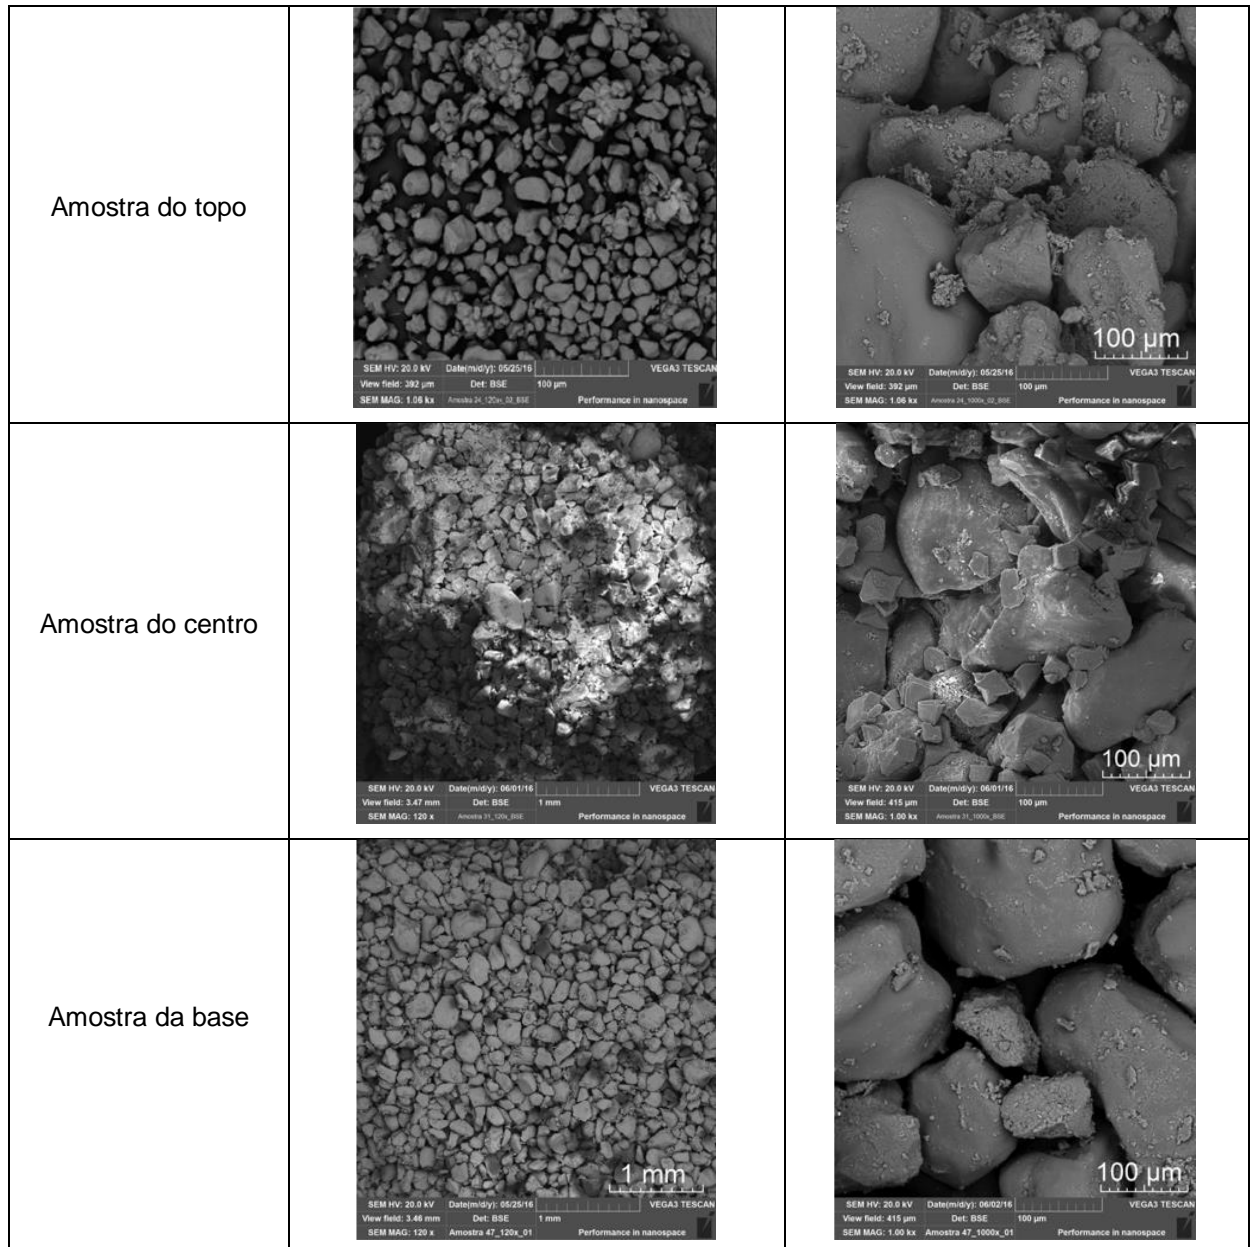 Amostra do topo
SEM HV: 20.0 kV Date(m/d/y): 05/25/16 VEGA3 TESCAN
View field: 392 µm Det: BSE 100 µm
SEM MAG: 1.06 kx Amostra 24_120x_02_BSE Performance in nanospace
100 µm
SEM HV: 20.0 kV Date(m/d/y): 05/25/16 VEGA3 TESCAN
View field: 392 µm Det: BSE 100 µm
SEM MAG: 1.06 kx Amostra 24_1000x_02_BSE Performance in nanospace
Amostra do centro
SEM HV: 20.0 kV Date(m/d/y): 06/01/16 VEGA3 TESCAN
View field: 3.47 mm Det: BSE 1 mm
SEM MAG: 120 x Amostra 31_120x_BSE Performance in nanospace
100 µm
SEM HV: 20.0 kV Date(m/d/y): 06/01/16 VEGA3 TESCAN
View field: 415 µm Det: BSE 100 µm
SEM MAG: 1.00 kx Amostra 31_1000x_BSE Performance in nanospace
Amostra da base
1 mm
SEM HV: 20.0 kV Date(m/d/y): 05/25/16 VEGA3 TESCAN
View field: 3.46 mm Det: BSE 1 mm
SEM MAG: 120 x Amostra 47_120x_01 Performance in nanospace
100 µm
SEM HV: 20.0 kV Date(m/d/y): 06/02/16 VEGA3 TESCAN
View field: 415 µm Det: BSE 100 µm
SEM MAG: 1.00 kx Amostra 47_1000x_01 Performance in nanospace